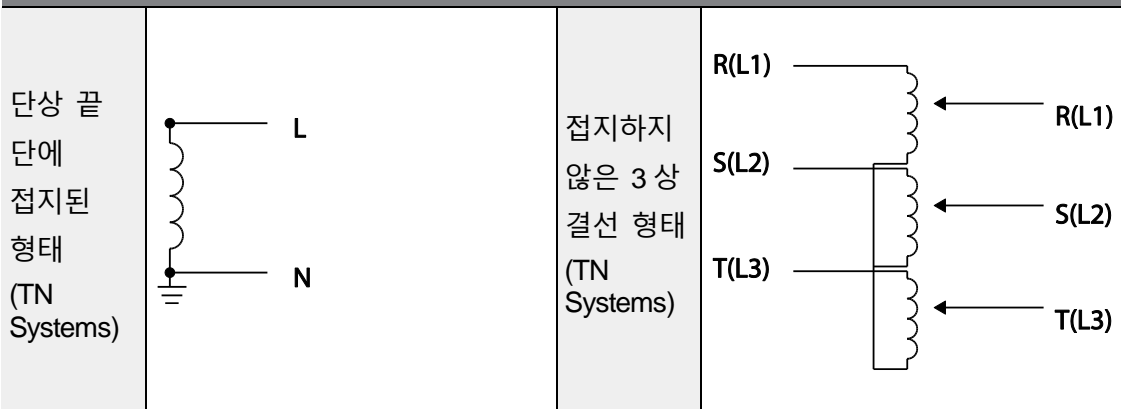 단상 끝
단에
접지된
형태
(TN
Systems)
L
N
접지하지
않은 3 상
결선 형태
(TN
Systems)
R(L1)
R(L1)
S(L2)
S(L2)
T(L3)
T(L3)